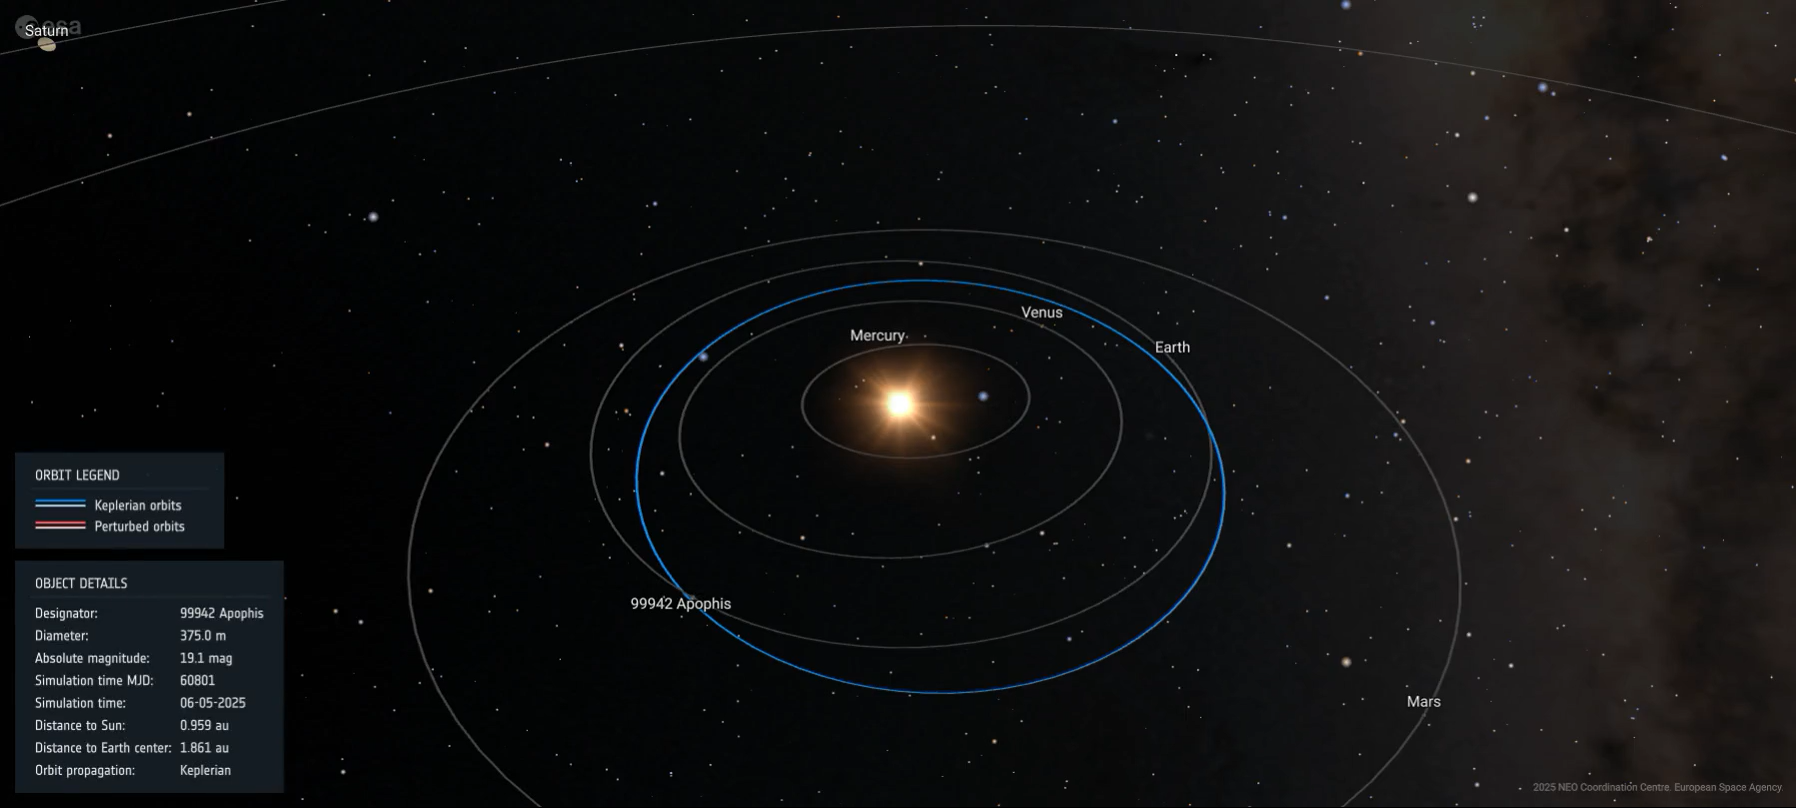 esa
Saturn
Venus
Mercury
Earth
ORBIT LEGEND
Keplerian orbits
Perturbed orbits
OBJECT DETAILS
Designator: 99942 Apophis
Diameter: 375.0 m
Absolute magnitude: 19.1 mag
Simulation time MJD: 60801
Simulation time: 06-05-2025
Distance to Sun: 0.959 au
Distance to Earth center: 1.861 au
Orbit propagation: Keplerian
99942 Apophis
Mars
2025 NEO Coordination Centre. European Space Agency